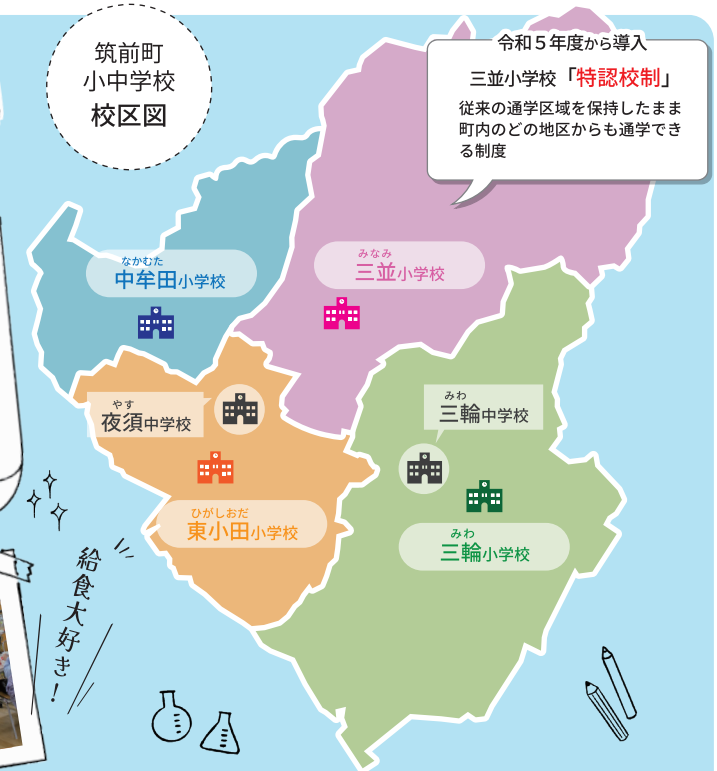 筑前町
小中学校
校区図
令和５年度から導入
三並小学校「特認校制」
従来の通学区域を保持したまま
町内のどの地区からも通学でき
る制度
なかむた
中牟田小学校
みなみ
三並小学校
やす
夜須中学校
みわ
三輪中学校
ひがしおだ
東小田小学校
みわ
三輪小学校
給食大好き！